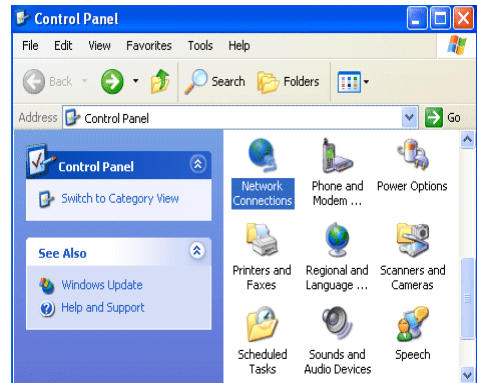 Control Panel
File Edit View Favorites Tools Help
Back Search Folders
Address Control Panel Go
Control Panel
Switch to Category View
See Also
Windows Update
Help and Support
Network
Connections
Phone and
Modem ...
Power Options
Printers and
Faxes
Regional and
Language ...
Scanners and
Cameras
Scheduled
Tasks
Sounds and
Audio Devices
Speech